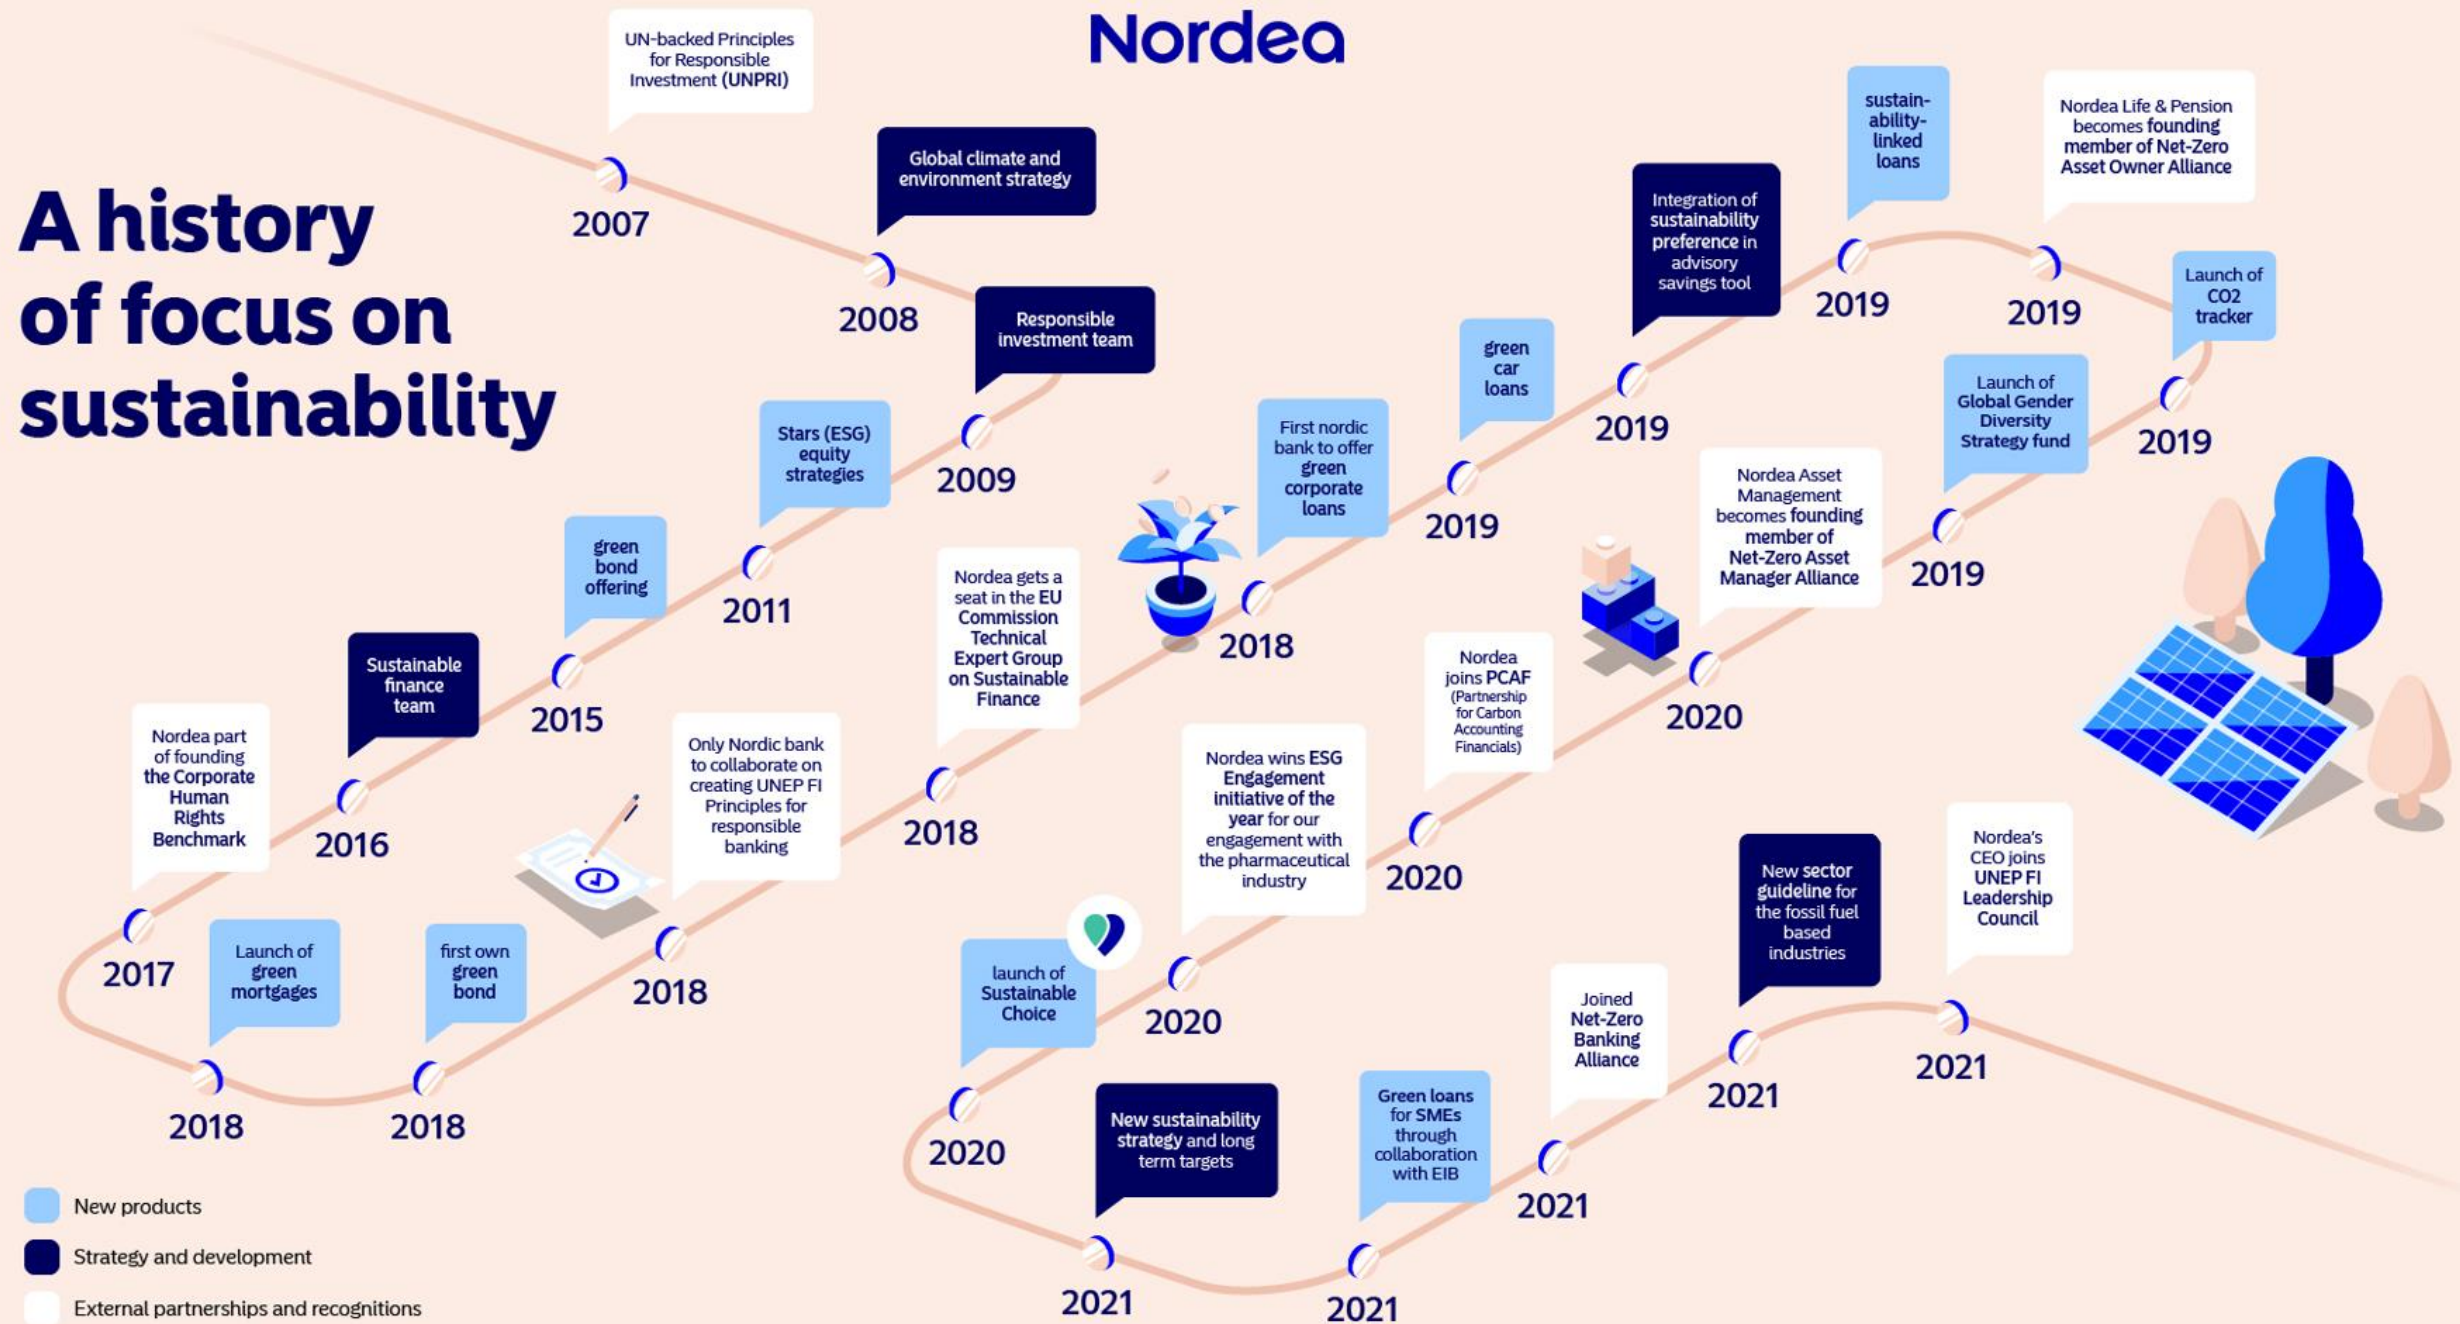 Nordea
A history
of focus on
sustainability
UN-backed Principles
for Responsible
Investment (UNPRI)
2007
Global climate and
environment strategy
2008
Responsible
investment team
2009
Stars (ESG)
equity
strategies
2011
green
bond
offering
2015
Sustainable
finance
team
2016
Nordea part
of founding
the Corporate
Human
Rights
Benchmark
2017
Launch of
green
mortgages
2018
first own
green
bond
2018
Only Nordic bank
to collaborate on
creating UNEP FI
Principles for
responsible
banking
2018
Nordea gets a
seat in the EU
Commission
Technical
Expert Group
on Sustainable
Finance
2018
First nordic
bank to offer
green
corporate
loans
2018
green
car
loans
2019
Integration of
sustainability
preference in
advisory
savings tool
2019
sustain-
ability-
linked
loans
2019
Nordea Life & Pension
becomes founding
member of Net-Zero
Asset Owner Alliance
2019
Launch of
CO2
tracker
2019
Launch of
Global Gender
Diversity
Strategy fund
2019
Nordea Asset
Management
becomes founding
member of
Net-Zero Asset
Manager Alliance
2020
Nordea
joins PCAF
(Partnership
for Carbon
Accounting
Financials)
2020
Nordea wins ESG
Engagement
initiative of the
year for our
engagement with
the pharmaceutical
industry
2020
launch of
Sustainable
Choice
2020
New sustainability
strategy and long
term targets
2021
Green loans
for SMEs
through
collaboration
with EIB
2021
Joined
Net-Zero
Banking
Alliance
2021
New sector
guideline for
the fossil fuel
based
industries
2021
Nordea's
CEO joins
UNEP FI
Leadership
Council
2021
New products
Strategy and development
External partnerships and recognitions